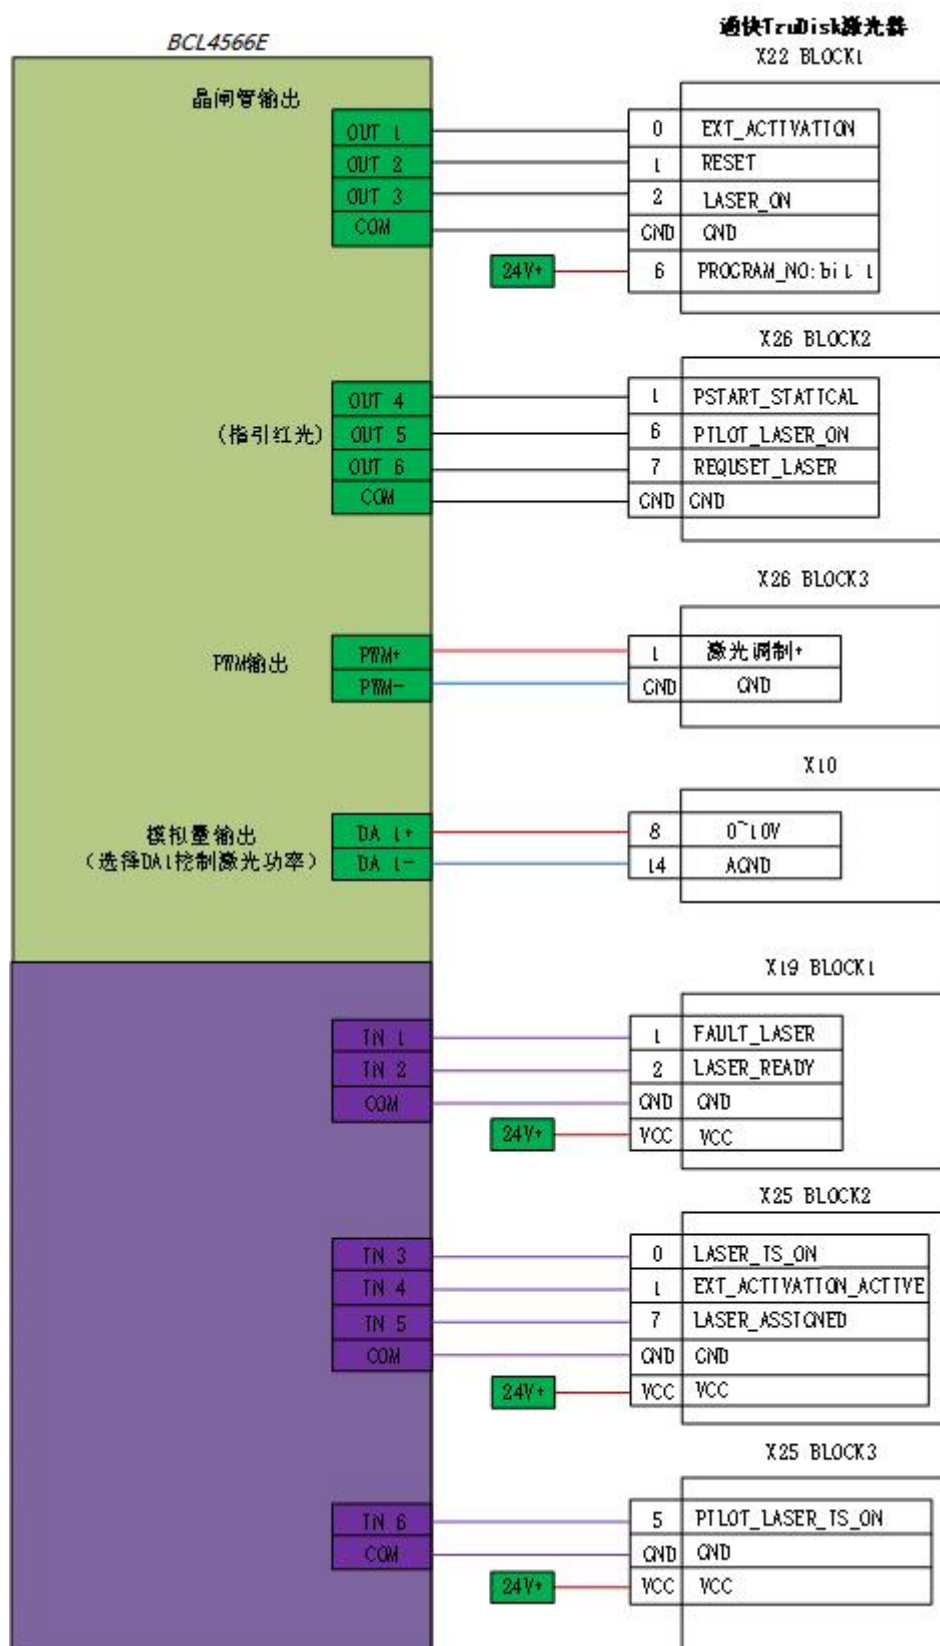 BCL4566E
通快TruDisk激光器
X22 BLOCK1
晶闸管输出
OUT 1 0 EXT_ACTIVATION
OUT 2 1 RESET
OUT 3 2 LASER_ON
COM GND GND
24V+ 6 PROGRAM_NO:bit 1
X26 BLOCK2
OUT 4 1 PSTART_STATICAL
(指引红光) OUT 5 6 PILOT_LASER_ON
OUT 6 7 REQUSET_LASER
COM GND GND
X26 BLOCK3
PWM输出
PWM+ 1 激光调制+
PWM- GND GND
X10
模拟量输出
(选择DA1控制激光功率)
DA 1+ 8 0~10V
DA 1- 14 AGND
X19 BLOCK1
IN 1 1 FAULT_LASER
IN 2 2 LASER_READY
COM GND GND
24V+ VCC VCC
X25 BLOCK2
IN 3 0 LASER_IS_ON
IN 4 1 EXT_ACTIVATION_ACTIVE
IN 5 7 LASER_ASSIGNED
COM GND GND
24V+ VCC VCC
X25 BLOCK3
IN 6 5 PILOT_LASER_IS_ON
COM GND GND
24V+ VCC VCC